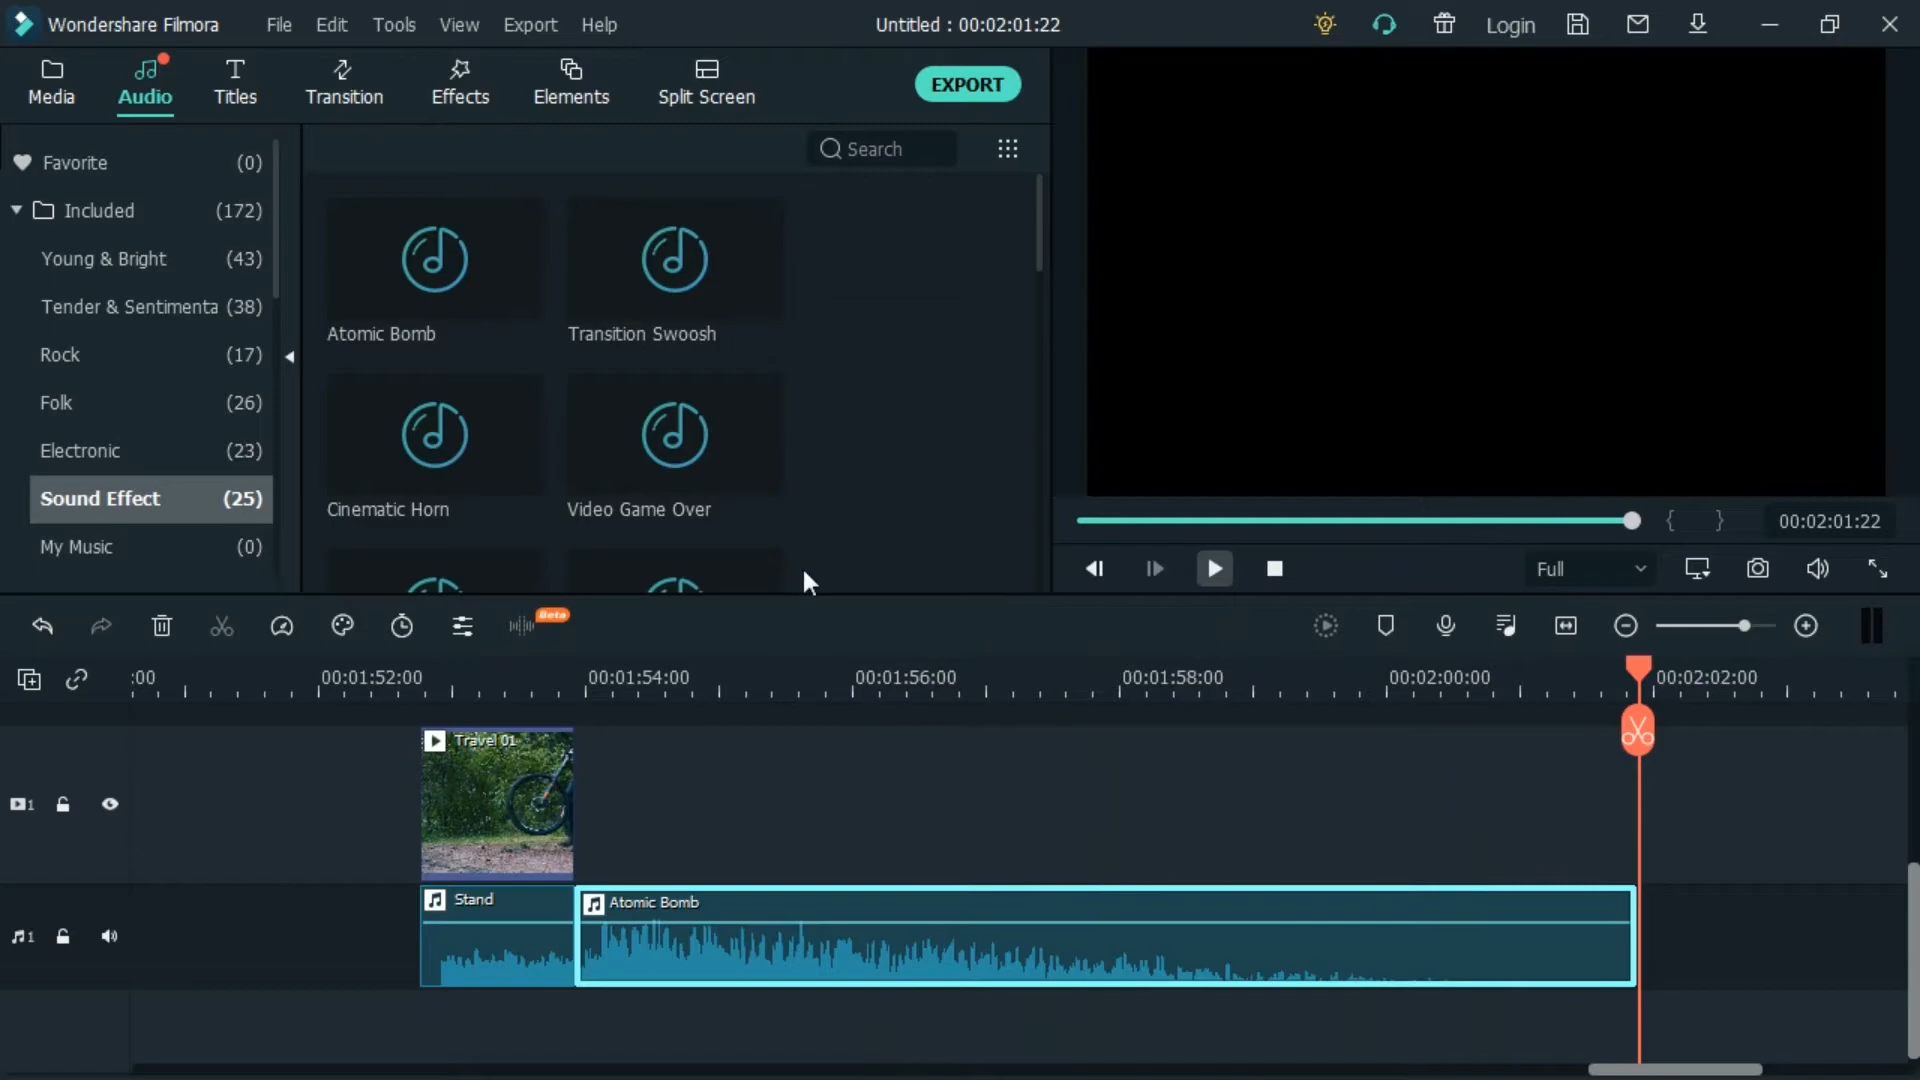 Wondershare Filmora File Edit Tools View Export Help Untitled : 00:02:01:22 Login
Media Audio Titles Transition Effects Elements Split Screen EXPORT
Favorite (0)
Search
Included (172)
Young & Bright (43)
Tender & Sentimenta (38)
Rock (17)
Folk (26)
Electronic (23)
Sound Effect (25)
My Music (0)
Atomic Bomb Transition Swoosh
Cinematic Horn Video Game Over
{ } 00:02:01:22
Full
Beta
:00 00:01:52:00 00:01:54:00 00:01:56:00 00:01:58:00 00:02:00:00 00:02:02:00
Travel 01
1
Stand Atomic Bomb
1